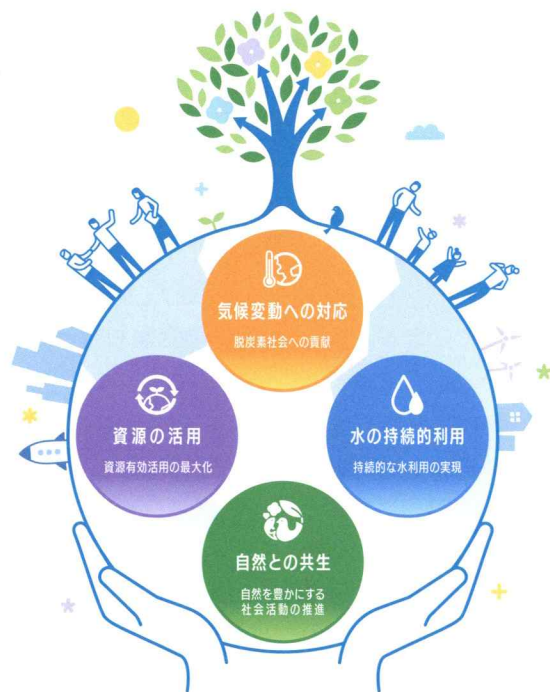 気候変動への対応
脱炭素社会への貢献
資源の活用
資源有効活用の最大化
水の持続的利用
持続的な水利用の実現
自然との共生
自然を豊かにする
社会活動の推進